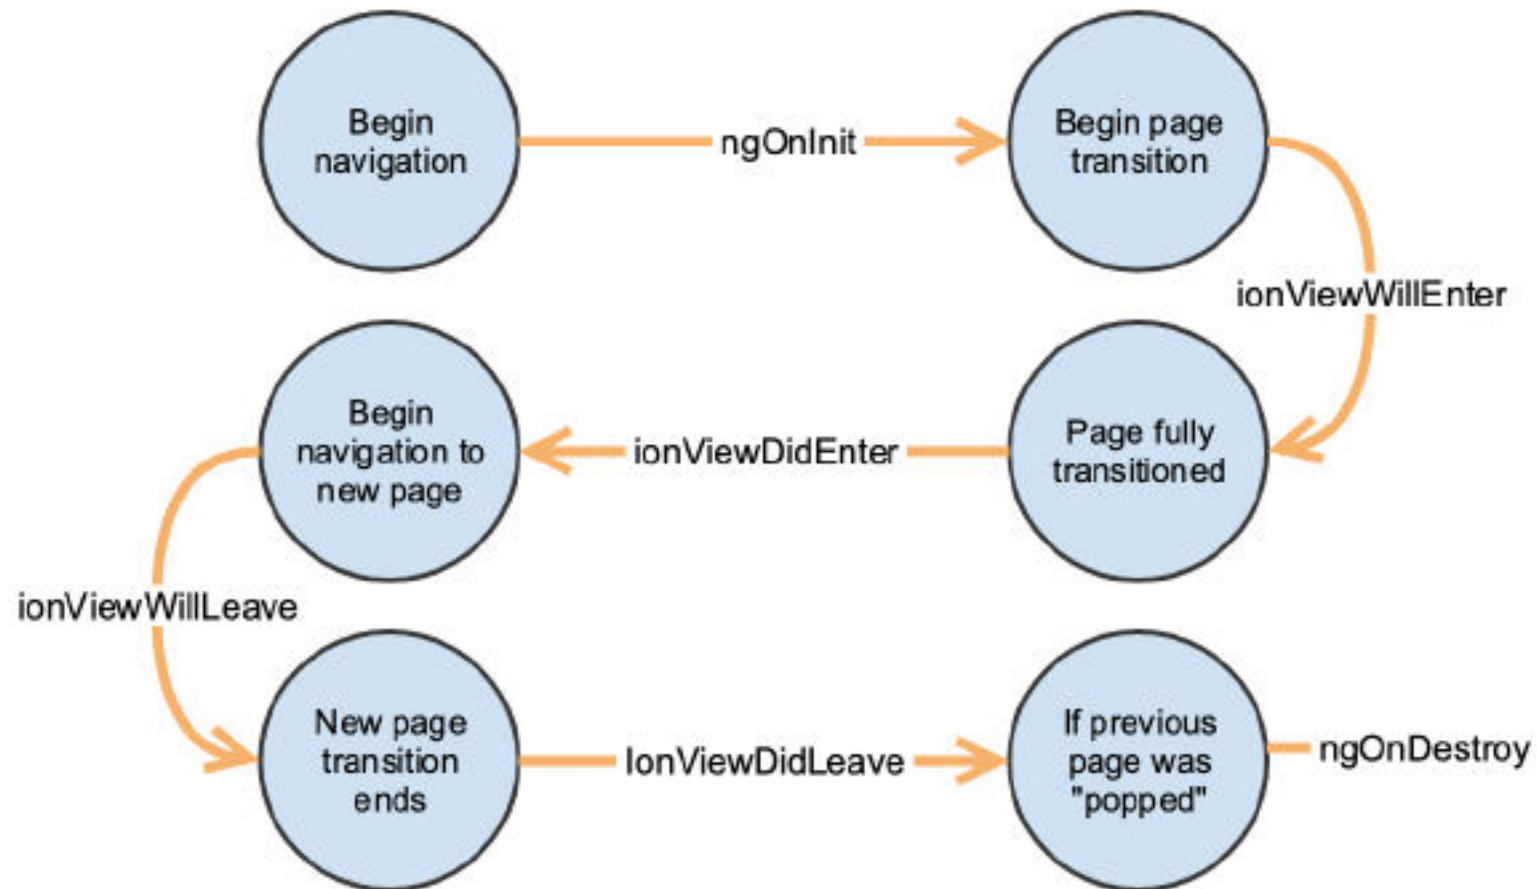 Begin
navigation
ngOnInit
Begin page
transition
ionViewWillEnter
Page fully
transitioned
ionViewDidEnter
Begin
navigation to
new page
ionViewWillLeave
New page
transition
ends
IonViewDidLeave
If previous
page was
"popped"
ngOnDestroy